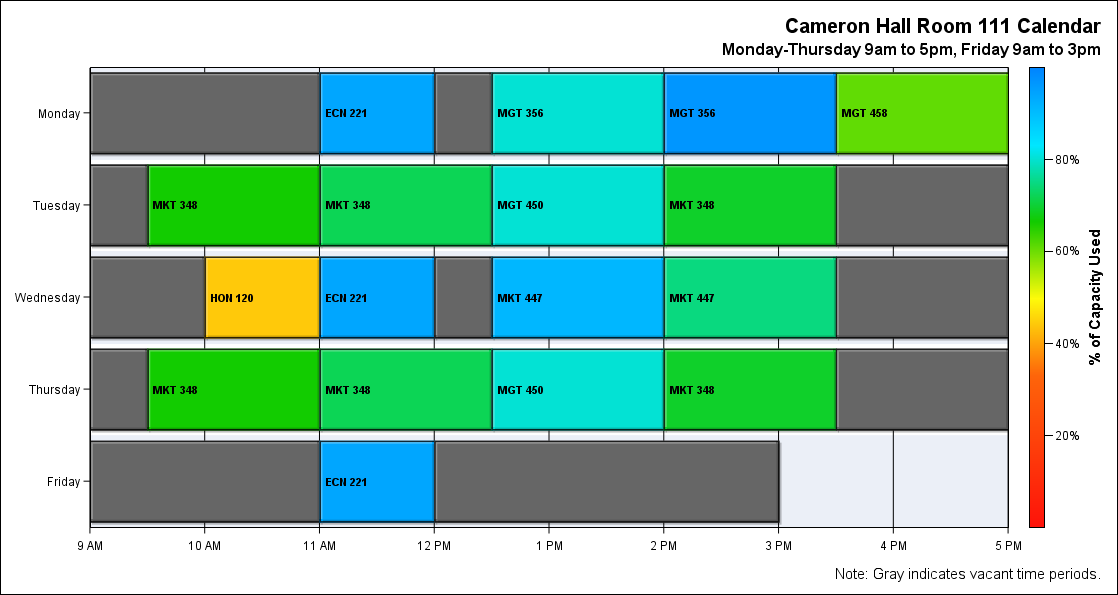 Cameron Hall Room 111 Calendar
Monday-Thursday 9am to 5pm, Friday 9am to 3pm
Monday
ECN 221
MGT 356
MGT 356
MGT 458
Tuesday
MKT 348
MKT 348
MGT 450
MKT 348
Wednesday
HON 120
ECN 221
MKT 447
MKT 447
Thursday
MKT 348
MKT 348
MGT 450
MKT 348
Friday
ECN 221
9 AM
10 AM
11 AM
12 PM
1 PM
2 PM
3 PM
4 PM
5 PM
80%
60%
40%
20%
% of Capacity Used
Note: Gray indicates vacant time periods.